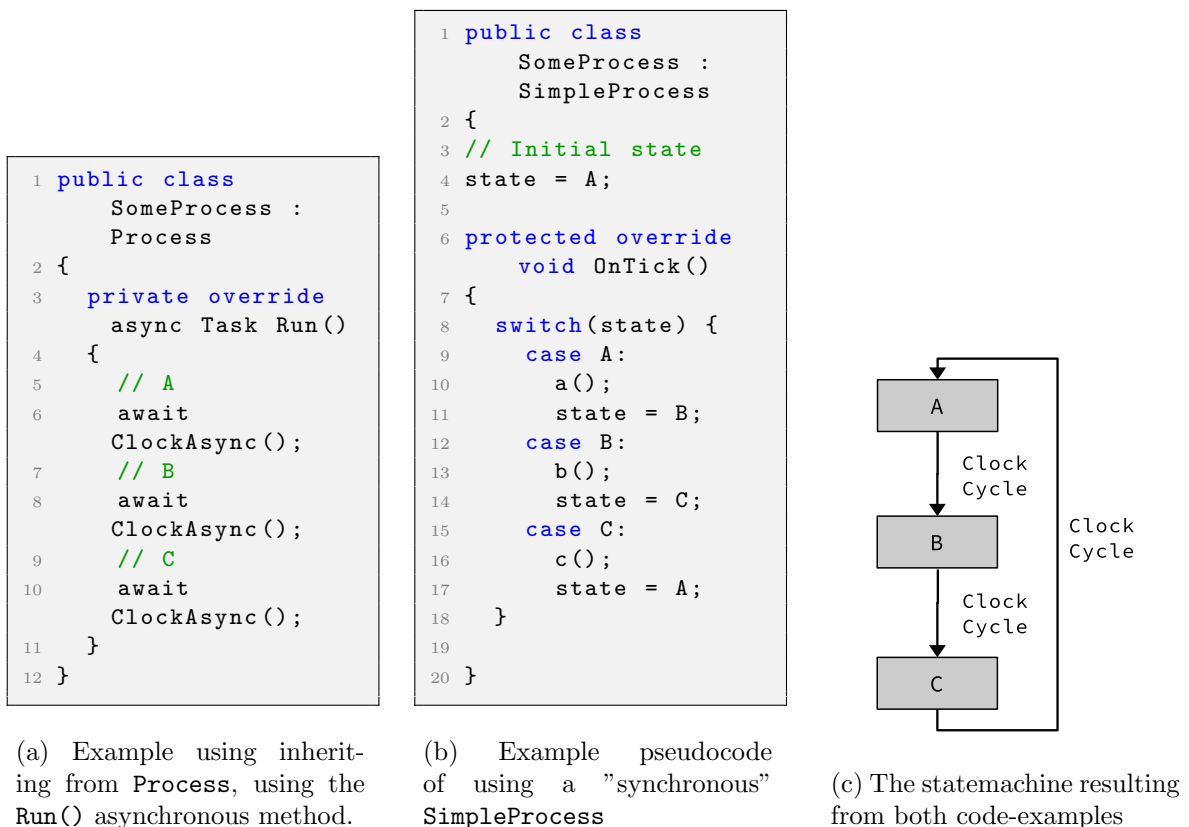 1 public class
SomeProcess :
Process
2 {
3 private override
async Task Run()
4 {
5 // A
6 await
ClockAsync();
7 // B
8 await
ClockAsync();
9 // C
10 await
ClockAsync();
11 }
12 }
(a) Example using inherit-
ing from Process, using the
Run() asynchronous method.
1 public class
SomeProcess :
SimpleProcess
2 {
3 // Initial state
4 state = A;
5
6 protected override
void OnTick()
7 {
8 switch(state) {
9 case A:
10 a();
11 state = B;
12 case B:
13 b();
14 state = C;
15 case C:
16 c();
17 state = A;
18 }
19
20 }
(b) Example pseudocode
of using a ”synchronous”
SimpleProcess
A
Clock
Cycle
B
Clock
Cycle
Clock
Cycle
C
(c) The statemachine resulting
from both code-examples